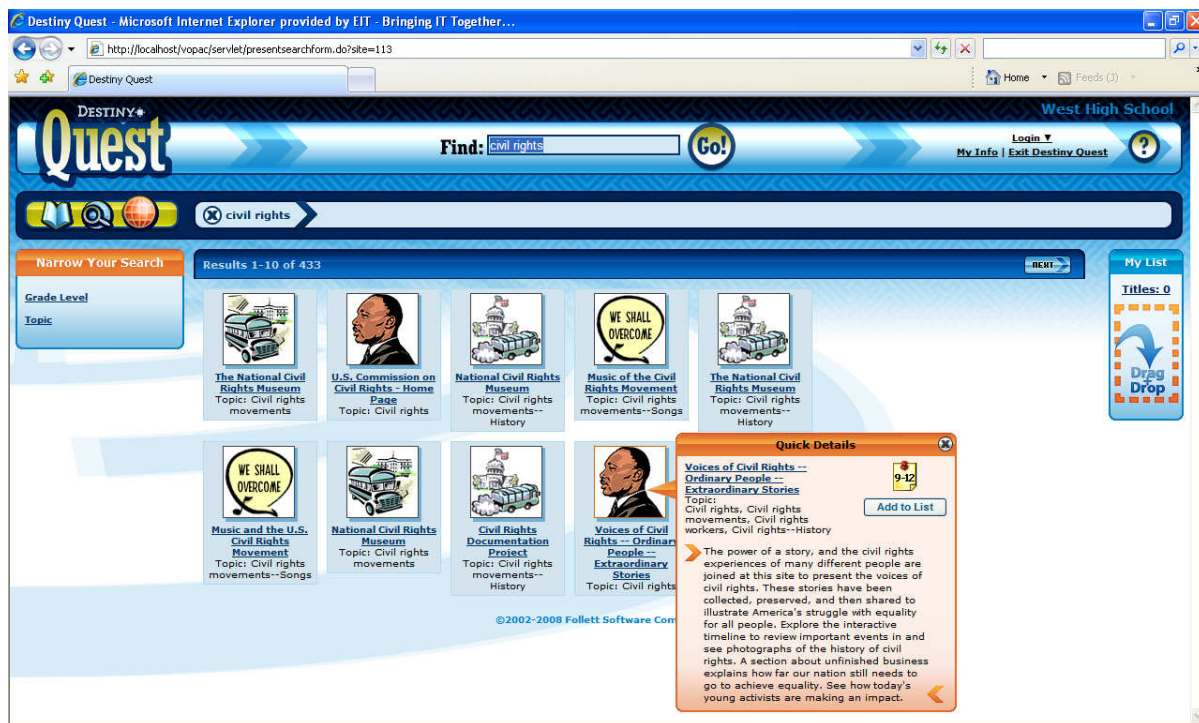 Destiny Quest - Microsoft Internet Explorer provided by EIT - Bringing IT Together...
http://localhost/vopac/servlet/presentsearchform.do?site=113
Destiny Quest
Home
Feeds (3)
DESTINY
Quest
West High School
Find: civil rights
Go!
Login ▼
My Info | Exit Destiny Quest
?
civil rights
Narrow Your Search
Grade Level
Topic
Results 1-10 of 433
NEXT
My List
Titles: 0
Drag
+
Drop
The National Civil
Rights Museum
Topic: Civil rights
movements
U.S. Commission on
Civil Rights - Home
Page
Topic: Civil rights
National Civil Rights
Museum
Topic: Civil rights
movements--
History
WE SHALL
OVERCOME
Music of the Civil
Rights Movement
Topic: Civil rights
movements--Songs
The National Civil
Rights Museum
Topic: Civil rights
movements--
History
WE SHALL
OVERCOME
Music and the U.S.
Civil Rights
Movement
Topic: Civil rights
movements--Songs
National Civil Rights
Museum
Topic: Civil rights
movements
Civil Rights
Documentation
Project
Topic: Civil rights
movements--
History
Voices of Civil
Rights -- Ordinary
People --
Extraordinary
Stories
Topic: Civil rights
Quick Details
Voices of Civil Rights --
Ordinary People --
Extraordinary Stories
Topic:
Civil rights, Civil rights
movements, Civil rights
workers, Civil rights--History
9-12
Add to List
The power of a story, and the civil rights
experiences of many different people are
joined at this site to present the voices of
civil rights. These stories have been
collected, preserved, and then shared to
illustrate America's struggle with equality
for all people. Explore the interactive
timeline to review important events in and
see photographs of the history of civil
rights. A section about unfinished business
explains how far our nation still needs to
go to achieve equality. See how today's
young activists are making an impact.
©2002-2008 Follett Software Com